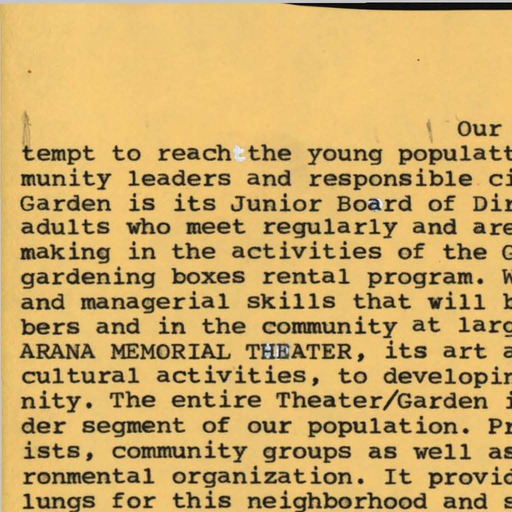 Our
tempt to reach the young populatt
munity leaders and responsible ci
Garden is its Junior Board of Dir
adults who meet regularly and are
making in the activities of the G
gardening boxes rental program. W
and managerial skills that will b
bers and in the community at larg
ARANA MEMORIAL THEATER, its art a
cultural activities, to developin
nity. The entire Theater/Garden i
der segment of our population. Pr
ists, community groups as well as
ronmental organization. It provid
lungs for this neighborhood and s